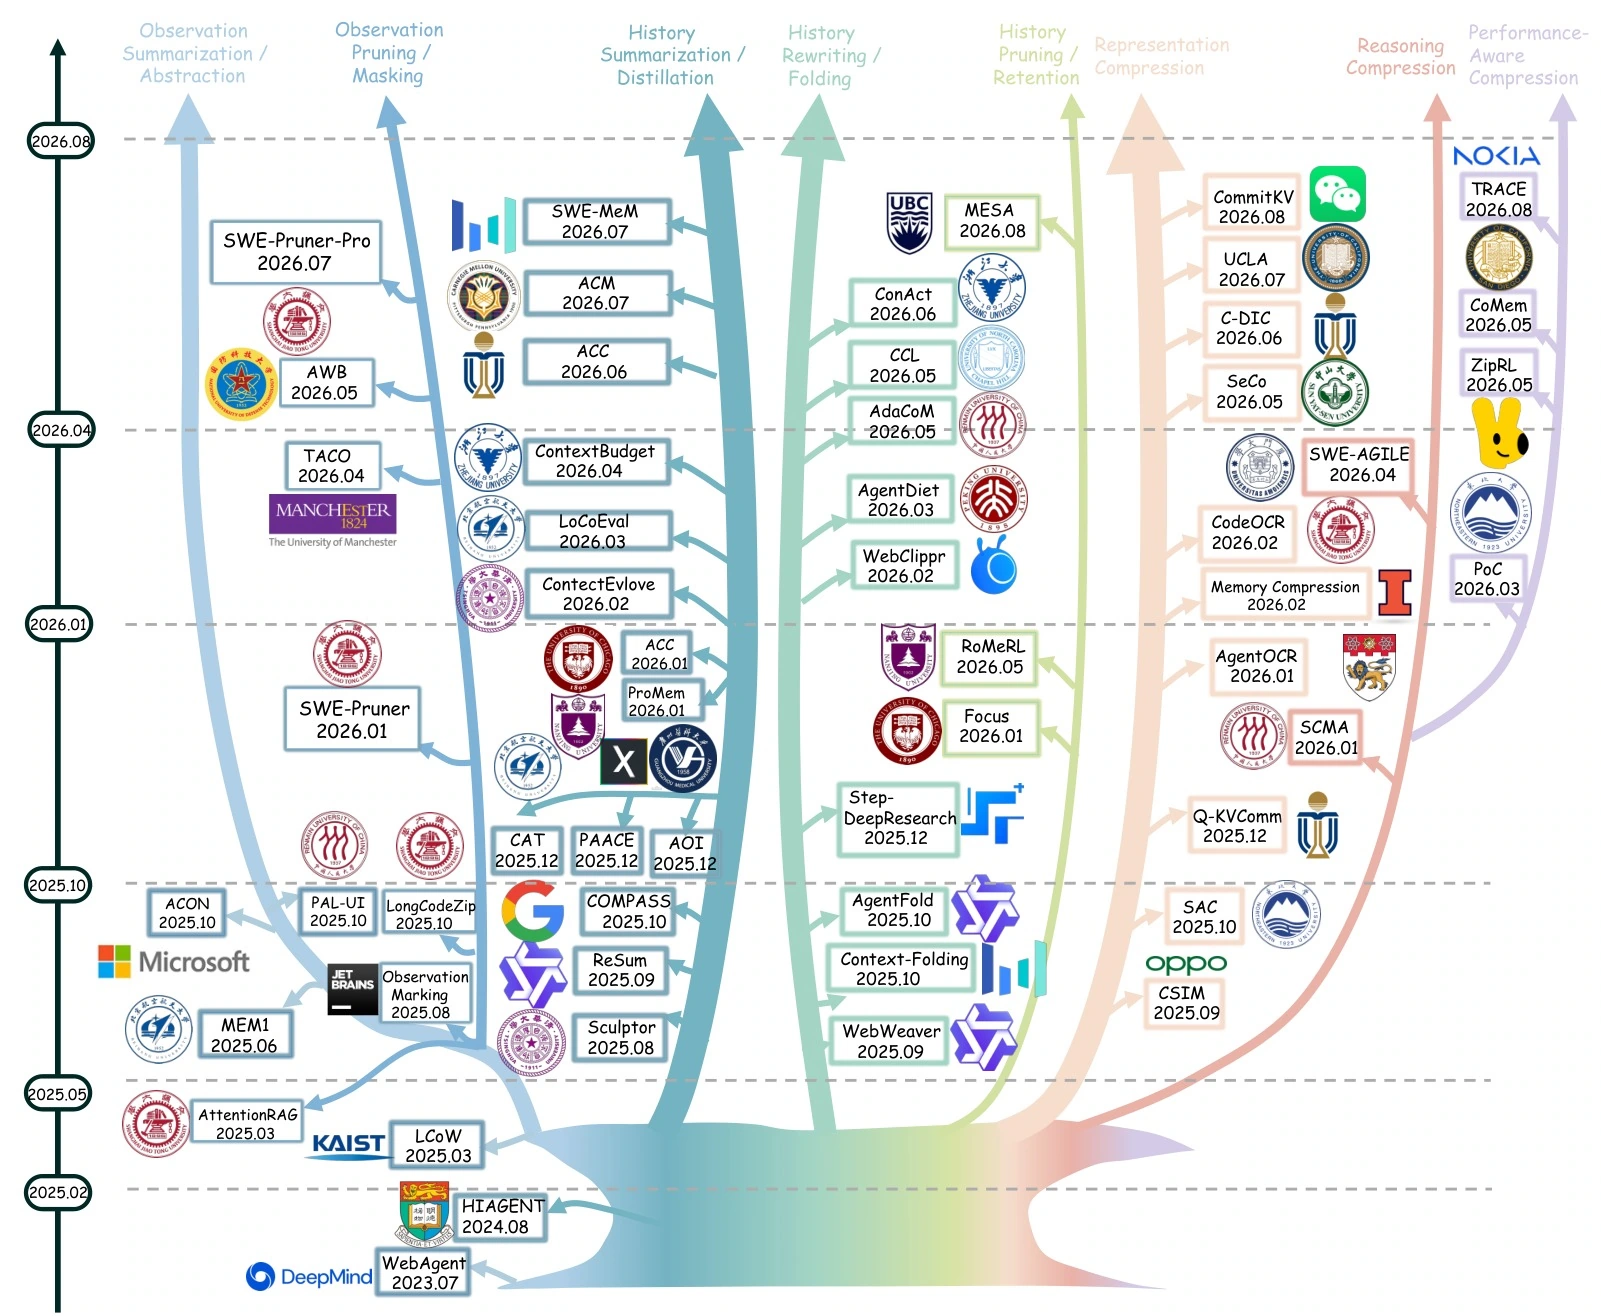 Observation
Summarization /
Abstraction
Observation
Pruning /
Masking
History
Summarization /
Distillation
History
Rewriting /
Folding
History
Pruning /
Retention
Representation
Compression
Reasoning
Compression
Performance-
Aware
Compression
2026.08
2026.04
2026.01
2025.10
2025.05
2025.02
SWE-Pruner-Pro
2026.07
AWB
2026.05
TACO
2026.04
MANCHESTER
1824
The University of Manchester
SWE-Pruner
2026.01
ACON
2025.10
Microsoft
PAL-UI
2025.10
LongCodeZip
2025.10
JET
BRAINS
Observation
Marking
2025.08
MEM1
2025.06
AttentionRAG
2025.03
KAIST
LCoW
2025.03
HIAGENT
2024.08
DeepMind
WebAgent
2023.07
SWE-MeM
2026.07
ACM
2026.07
ACC
2026.06
ContextBudget
2026.04
LoCoEval
2026.03
ContectEvlove
2026.02
ACC
2026.01
ProMem
2026.01
X
CAT
2025.12
PAACE
2025.12
AOI
2025.12
COMPASS
2025.10
ReSum
2025.09
Sculptor
2025.08
UBC
MESA
2026.08
ConAct
2026.06
CCL
2026.05
AdaCoM
2026.05
AgentDiet
2026.03
WebClippr
2026.02
RoMeRL
2026.05
Focus
2026.01
Step-
DeepResearch
2025.12
AgentFold
2025.10
Context-Folding
2025.10
WebWeaver
2025.09
CommitKV
2026.08
UCLA
2026.07
C-DIC
2026.06
SeCo
2026.05
SWE-AGILE
2026.04
CodeOCR
2026.02
Memory Compression
2026.02
AgentOCR
2026.01
SCMA
2026.01
Q-KVComm
2025.12
SAC
2025.10
oppo
CSIM
2025.09
NOKIA
TRACE
2026.08
CoMem
2026.05
ZipRL
2026.05
PoC
2026.03